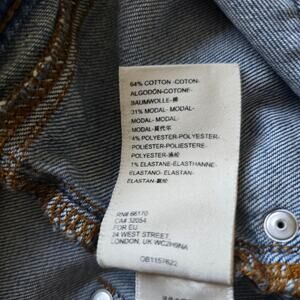 64% COTTON -COTON-
ALGODÓN-COTONE-
BAUMWOLLE-棉
31% MODAL- MODAL-
MODAL- MODAL-
MODAL-莫代尔
4% POLYESTER-POLYESTER-
POLIÉSTER-POLIESTERE-
POLYESTER-涤纶
1% ELASTANE-ELASTHANNE-
ELASTANO- ELASTAN-
ELASTAN-氨纶
RN# 66170
CA# 32054
FOR EU
24 WEST STREET,
LONDON, UK WC2H9NA
GB1157622